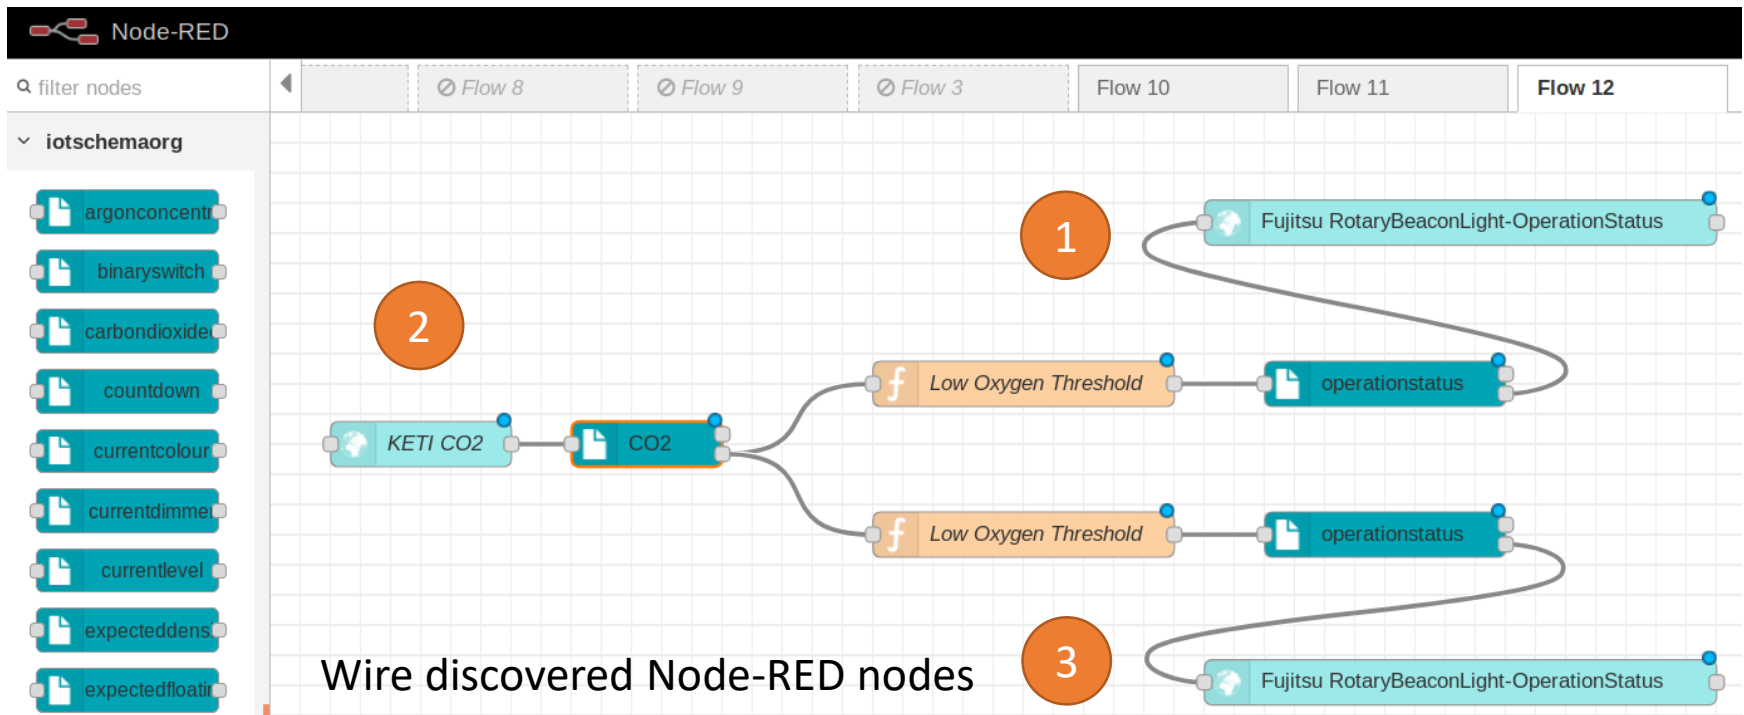 Node-RED
filter nodes
Flow 8
Flow 9
Flow 3
Flow 10
Flow 11
Flow 12
iotschemaorg
argonconcentr
binaryswitch
carbondioxide
countdown
currentcolour
currentdimmer
currentlevel
expecteddens
expectedfloatin
1
Fujitsu RotaryBeaconLight-OperationStatus
2
Low Oxygen Threshold
operationstatus
KETI CO2
CO2
Low Oxygen Threshold
operationstatus
Wire discovered Node-RED nodes
3
Fujitsu RotaryBeaconLight-OperationStatus